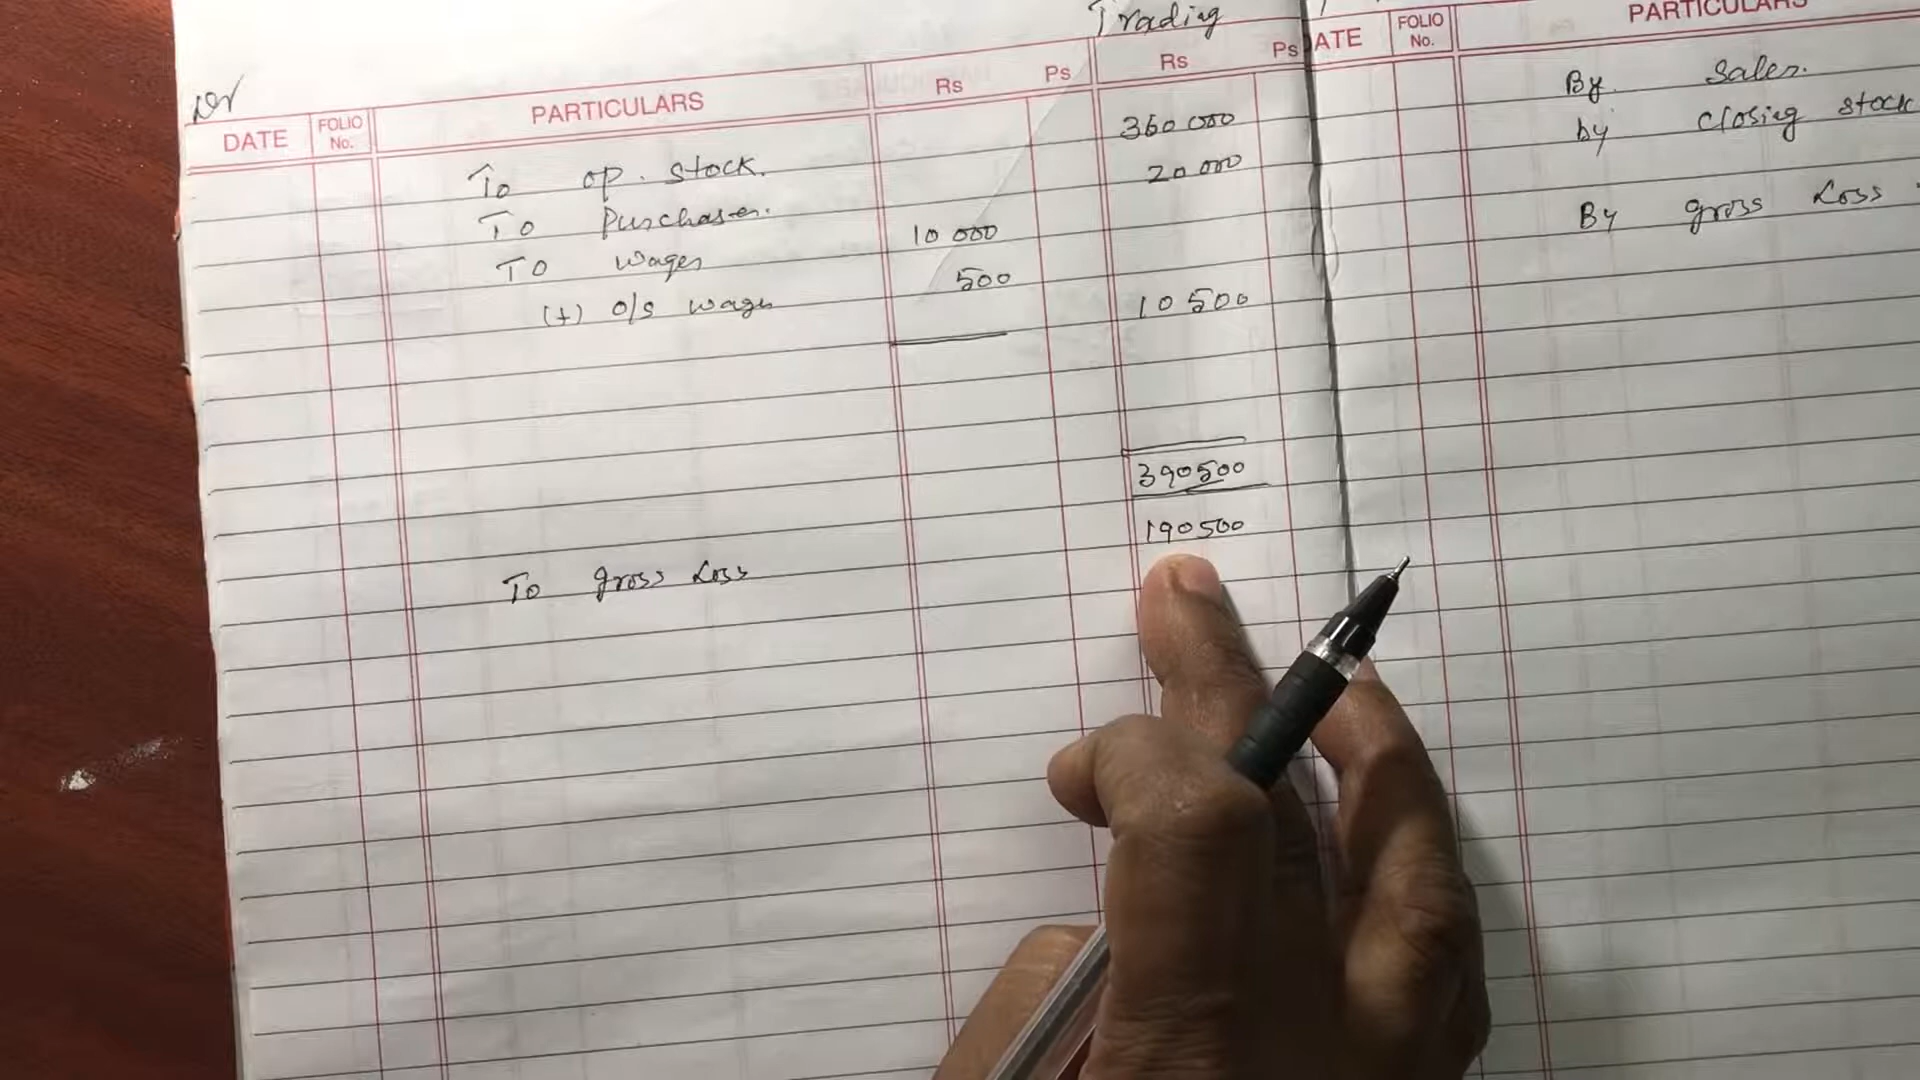 Trading
Dr
DATE FOLIO No. PARTICULARS Rs Ps Rs Ps
To op. stock. 360000
To Purchases. 20000
To wages 10000
(+) o/s wages 500 10500
390500
190500
To gross Loss
DATE FOLIO No. PARTICULARS
By. Sales.
by closing stock
By gross Loss